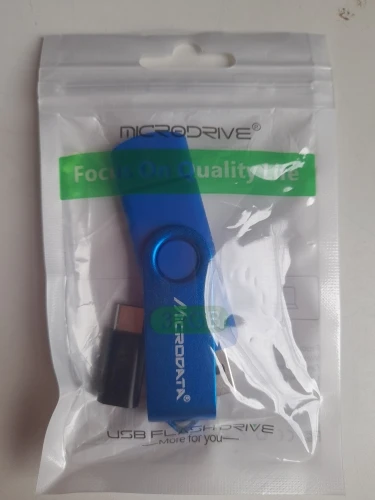 MICRODRIVE®
Focus On Quality Life
MICRODATA®
USB FLASH DRIVE
More for you